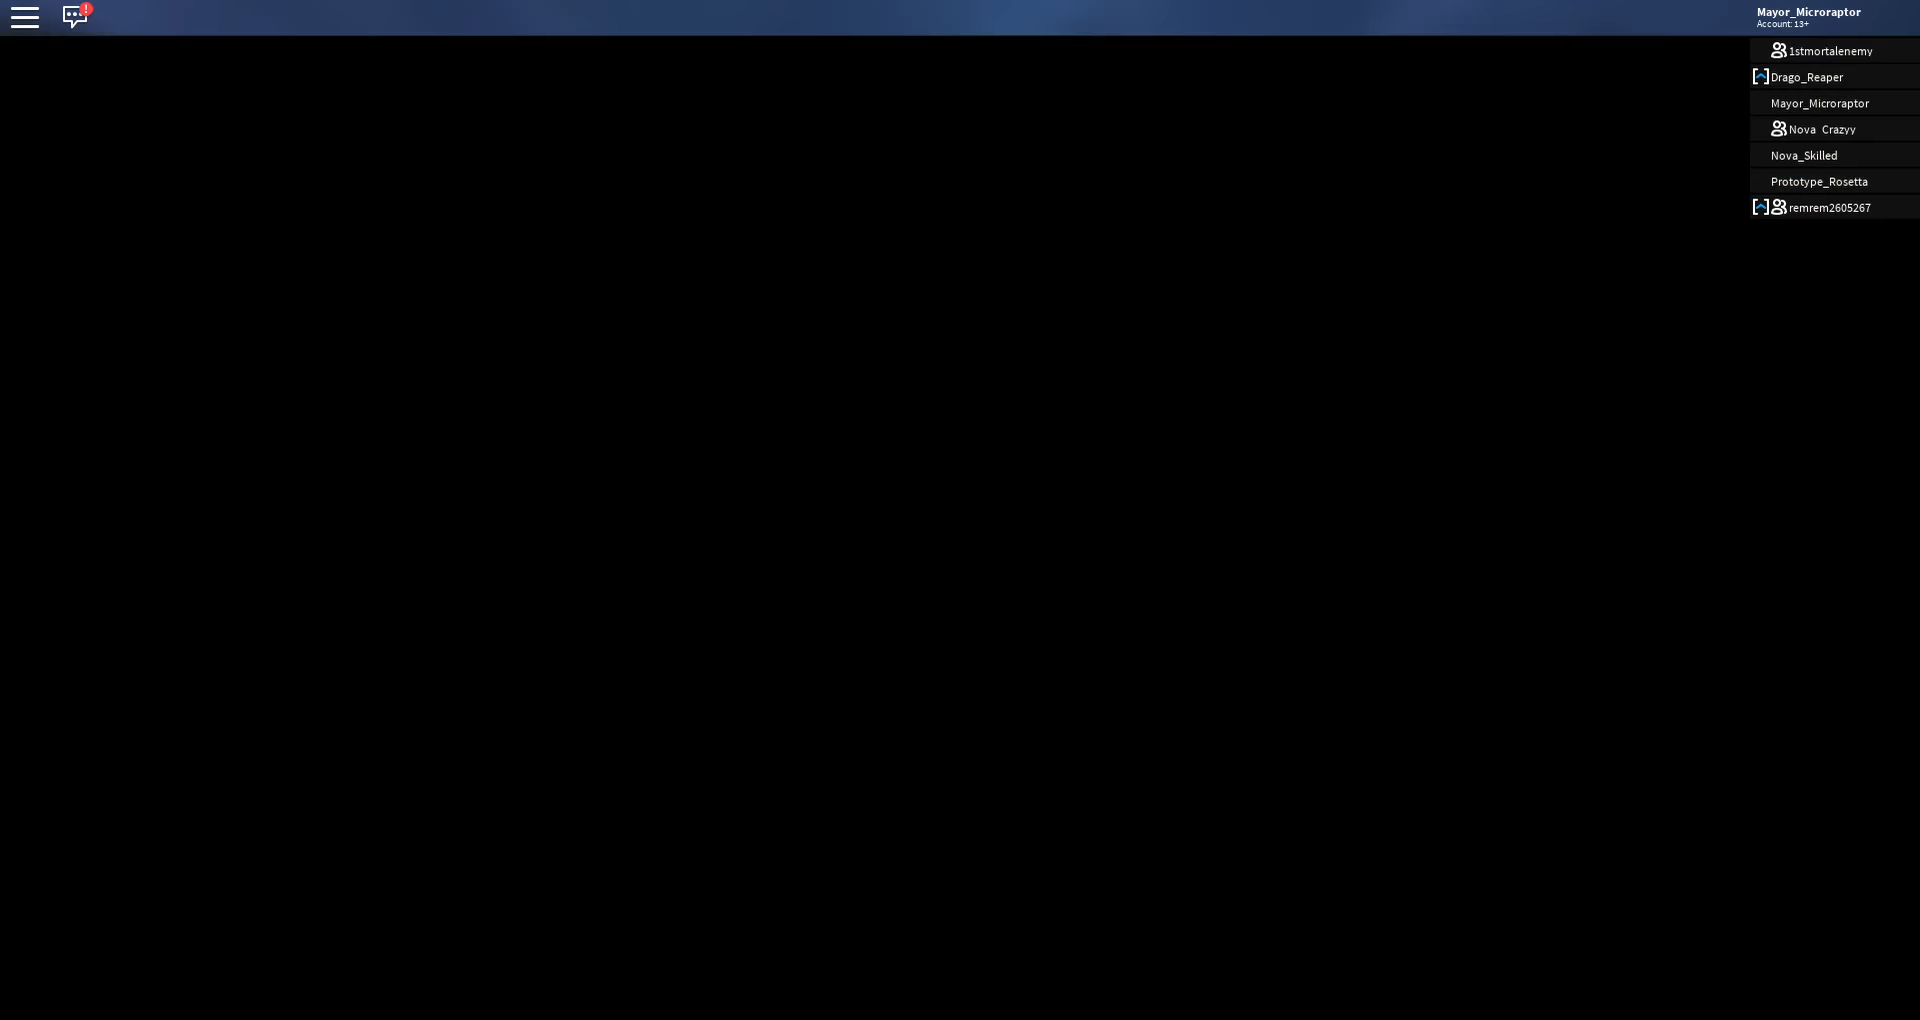 Mayor_Microraptor
Account: 13+
1stmortalenemy
Drago_Reaper
Mayor_Microraptor
Nova_Crazyy
Nova_Skilled
Prototype_Rosetta
remrem2605267